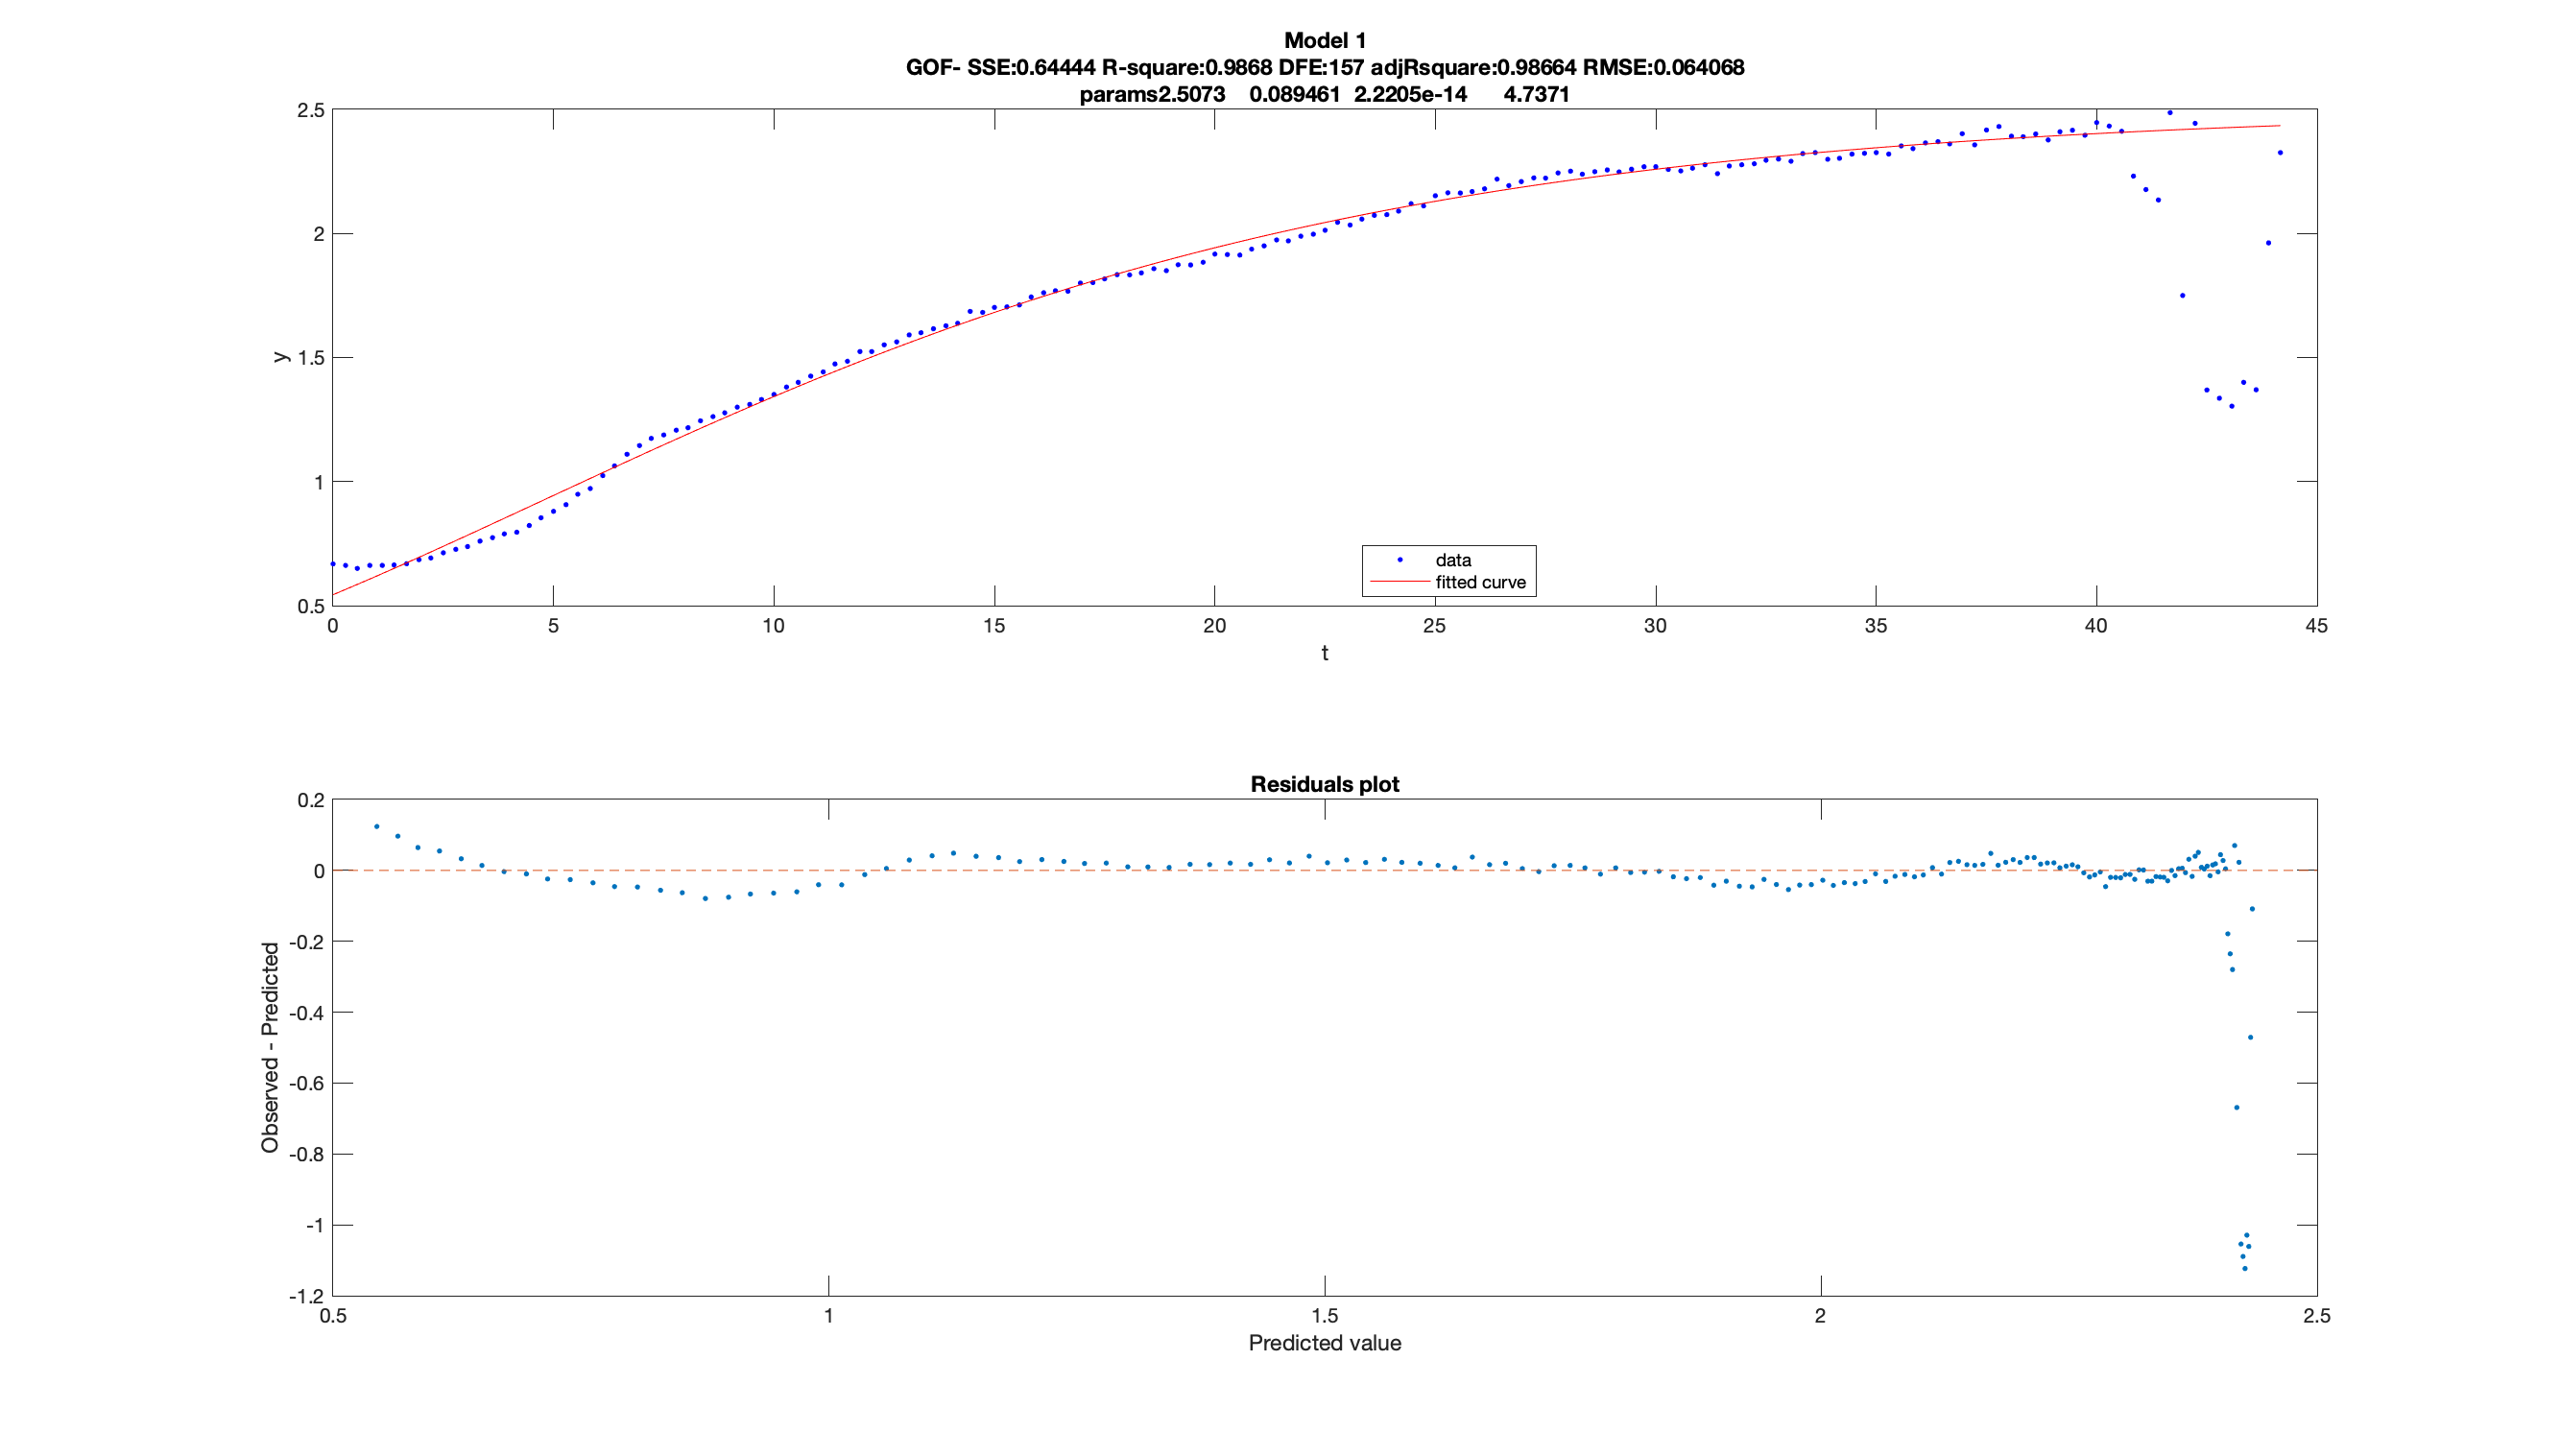 Model 1
GOF- SSE:0.64444 R-square:0.9868 DFE:157 adjRsquare:0.98664 RMSE:0.064068
params2.5073 0.089461 2.2205e-14 4.7371
2.5
2
1.5
1
0.5
y
0 5 10 15 20 25 30 35 40 45
t
data
fitted curve
Residuals plot
0.2
0
-0.2
-0.4
-0.6
-0.8
-1
-1.2
Observed - Predicted
0.5 1 1.5 2 2.5
Predicted value